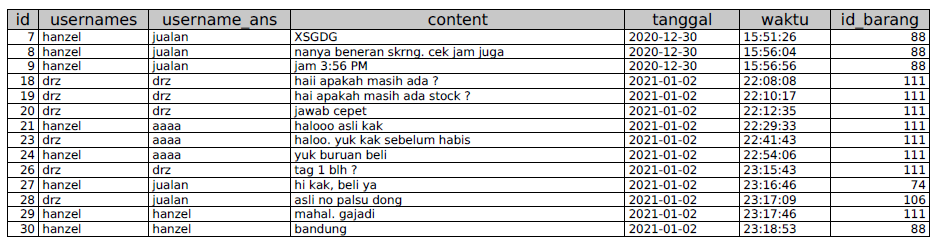 id usernames username_ans content tanggal waktu id_barang
7 hanzel jualan XSGDG 2020-12-30 15:51:26 88
8 hanzel jualan nanya beneran skrng. cek jam juga 2020-12-30 15:56:04 88
9 hanzel jualan jam 3:56 PM 2020-12-30 15:56:56 88
18 drz drz haii apakah masih ada ? 2021-01-02 22:08:08 111
19 drz drz hai apakah masih ada stock ? 2021-01-02 22:10:17 111
20 drz drz jawab cepet 2021-01-02 22:12:35 111
21 hanzel aaaa halooo asli kak 2021-01-02 22:29:33 111
23 drz aaaa haloo. yuk kak sebelum habis 2021-01-02 22:41:43 111
24 hanzel aaaa yuk buruan beli 2021-01-02 22:54:06 111
26 drz drz tag 1 blh ? 2021-01-02 23:15:43 111
27 hanzel jualan hi kak, beli ya 2021-01-02 23:16:46 74
28 drz jualan asli no palsu dong 2021-01-02 23:17:09 106
29 hanzel hanzel mahal. gajadi 2021-01-02 23:17:46 111
30 hanzel hanzel bandung 2021-01-02 23:18:53 88